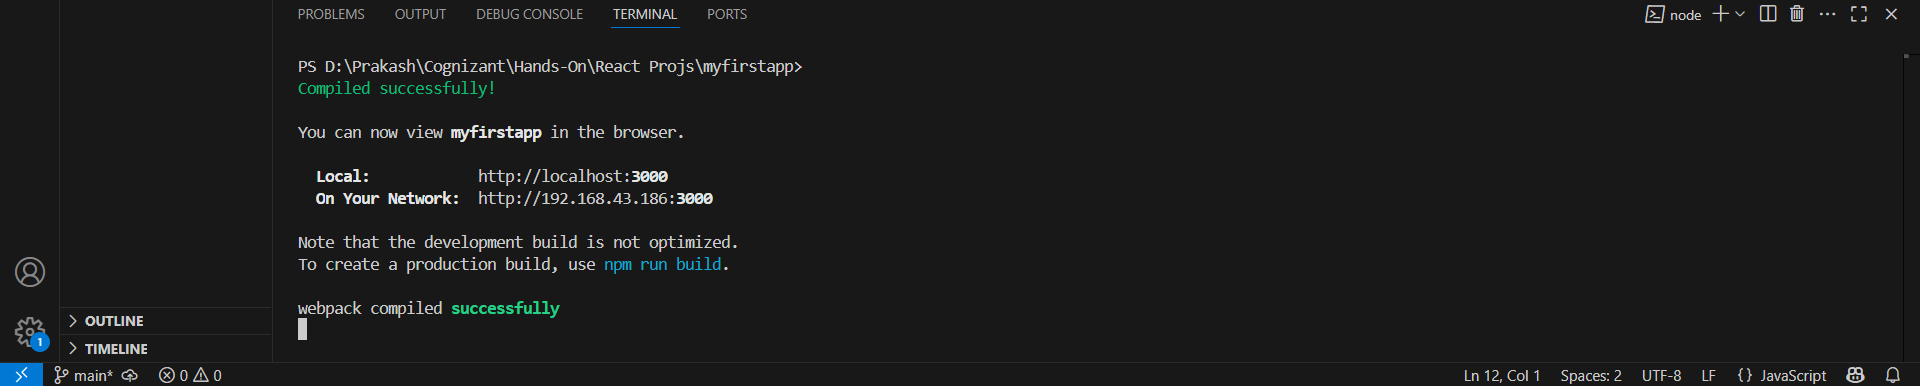 PROBLEMS OUTPUT DEBUG CONSOLE TERMINAL PORTS node
PS D:\Prakash\Cognizant\Hands-On\React Projs\myfirstapp>
Compiled successfully!
You can now view myfirstapp in the browser.
Local: http://localhost:3000
On Your Network: http://192.168.43.186:3000
Note that the development build is not optimized.
To create a production build, use npm run build.
webpack compiled successfully
OUTLINE
1
TIMELINE
main* 0 0 Ln 12, Col 1 Spaces: 2 UTF-8 LF {} JavaScript